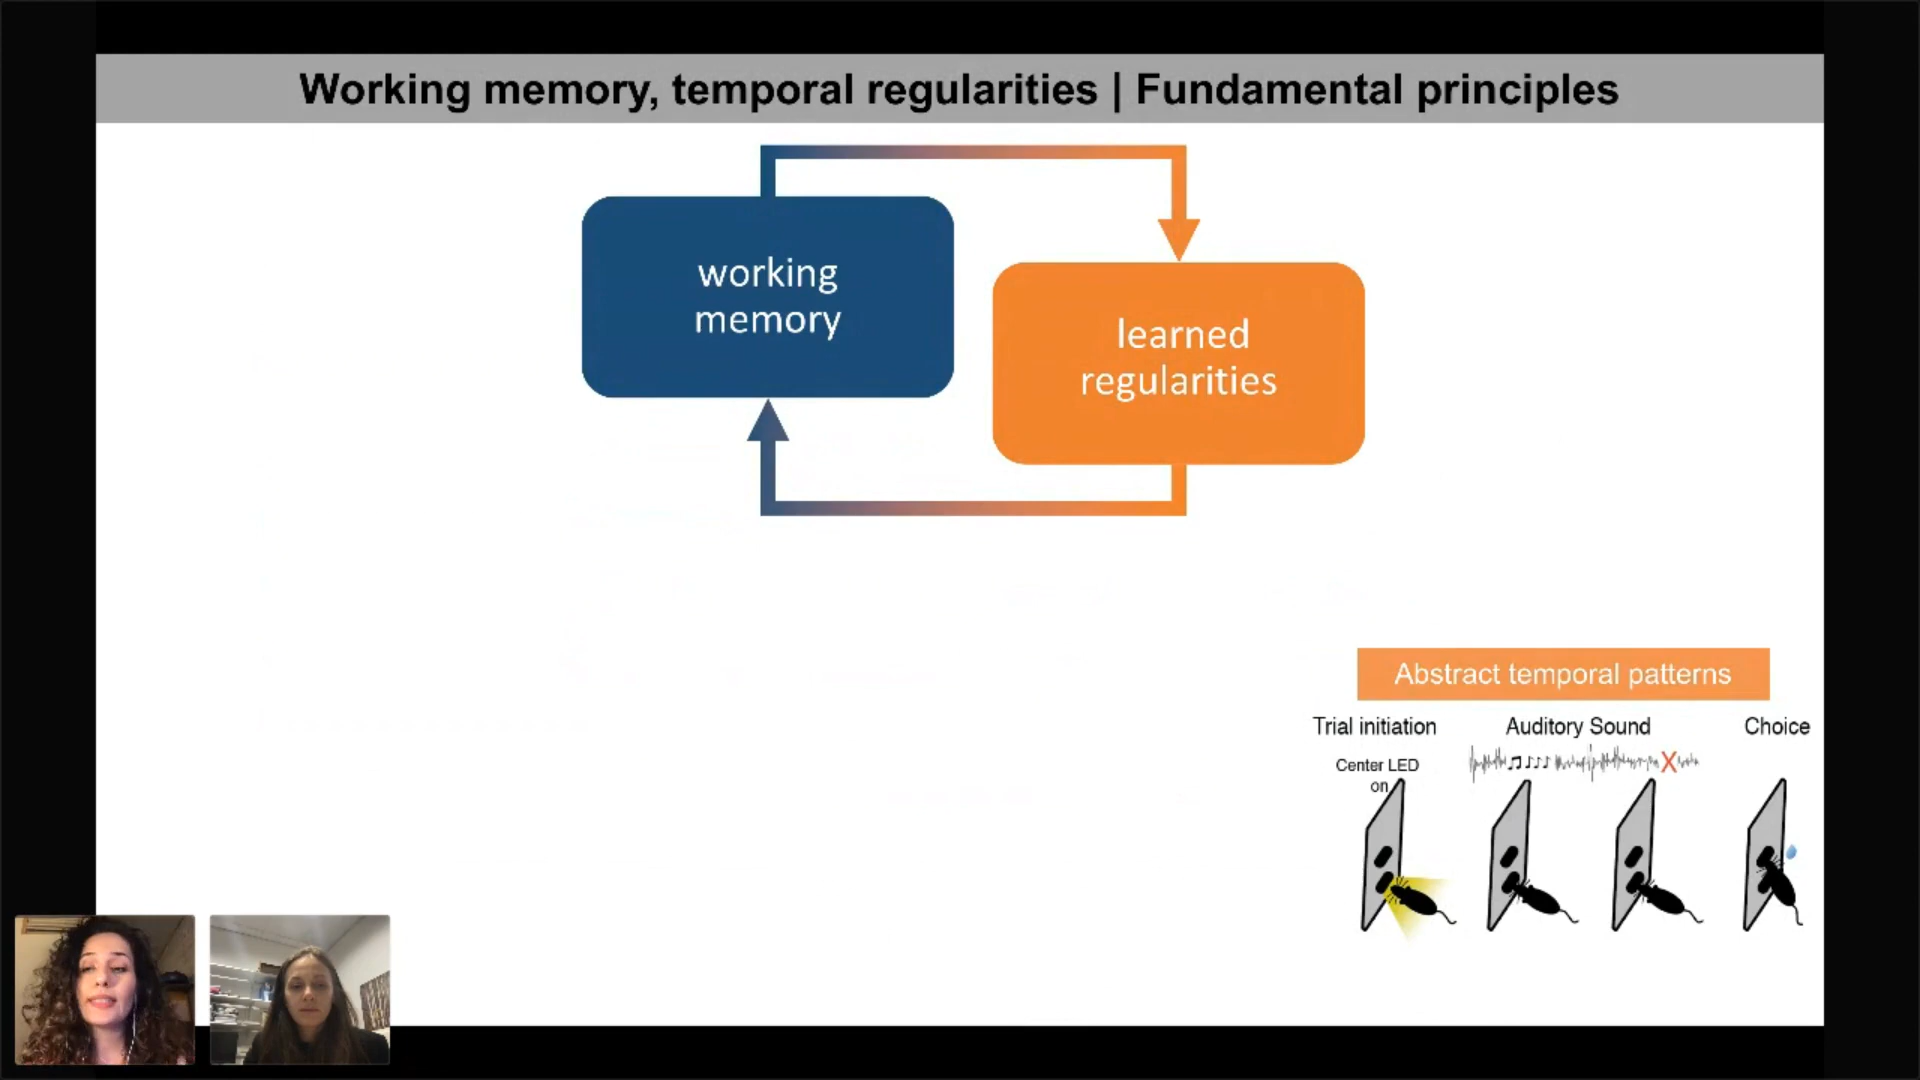 Working memory, temporal regularities | Fundamental principles
working
memory
learned
regularities
Abstract temporal patterns
Trial initiation
Auditory Sound
Choice
Center LED
on
X